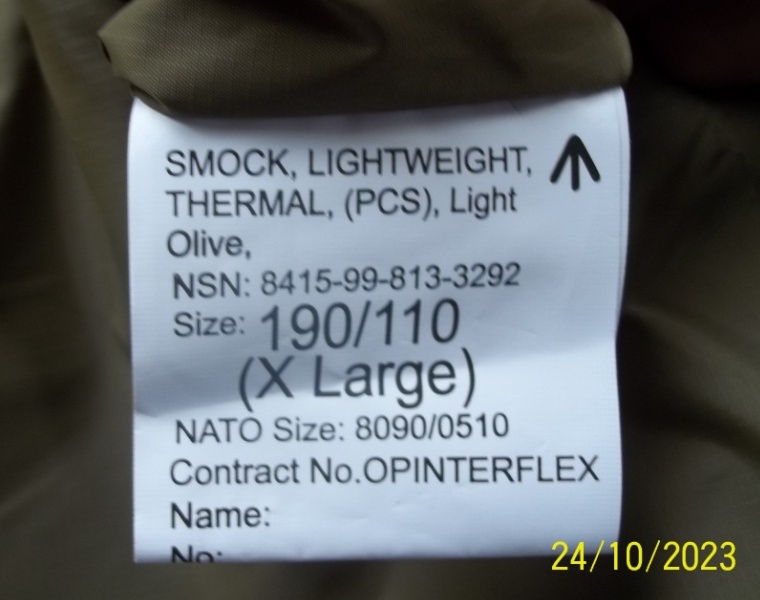 SMOCK, LIGHTWEIGHT,
THERMAL, (PCS), Light
Olive,
NSN: 8415-99-813-3292
Size: 190/110
(X Large)
NATO Size: 8090/0510
Contract No.OPINTERFLEX
Name:
No:
24/10/2023